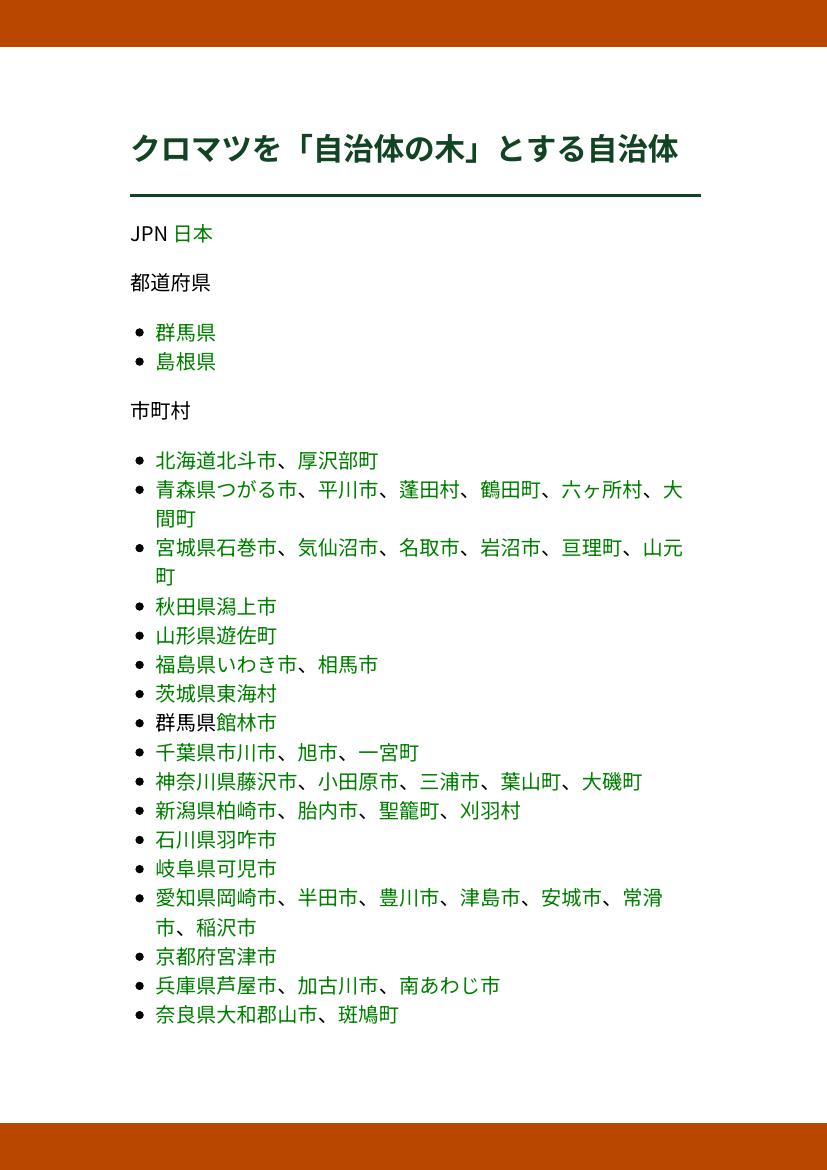 クロマツを「自治体の木」とする自治体
JPN 日本
都道府県
群馬県
島根県
市町村
北海道北斗市、厚沢部町
青森県つがる市、平川市、蓬田村、鶴田町、六ヶ所村、大
間町
宮城県石巻市、気仙沼市、名取市、岩沼市、亘理町、山元
町
秋田県潟上市
山形県遊佐町
福島県いわき市、相馬市
茨城県東海村
群馬県館林市
千葉県市川市、旭市、一宮町
神奈川県藤沢市、小田原市、三浦市、葉山町、大磯町
新潟県柏崎市、胎内市、聖籠町、刈羽村
石川県羽咋市
岐阜県可児市
愛知県岡崎市、半田市、豊川市、津島市、安城市、常滑
市、稲沢市
京都府宮津市
兵庫県芦屋市、加古川市、南あわじ市
奈良県大和郡山市、斑鳩町